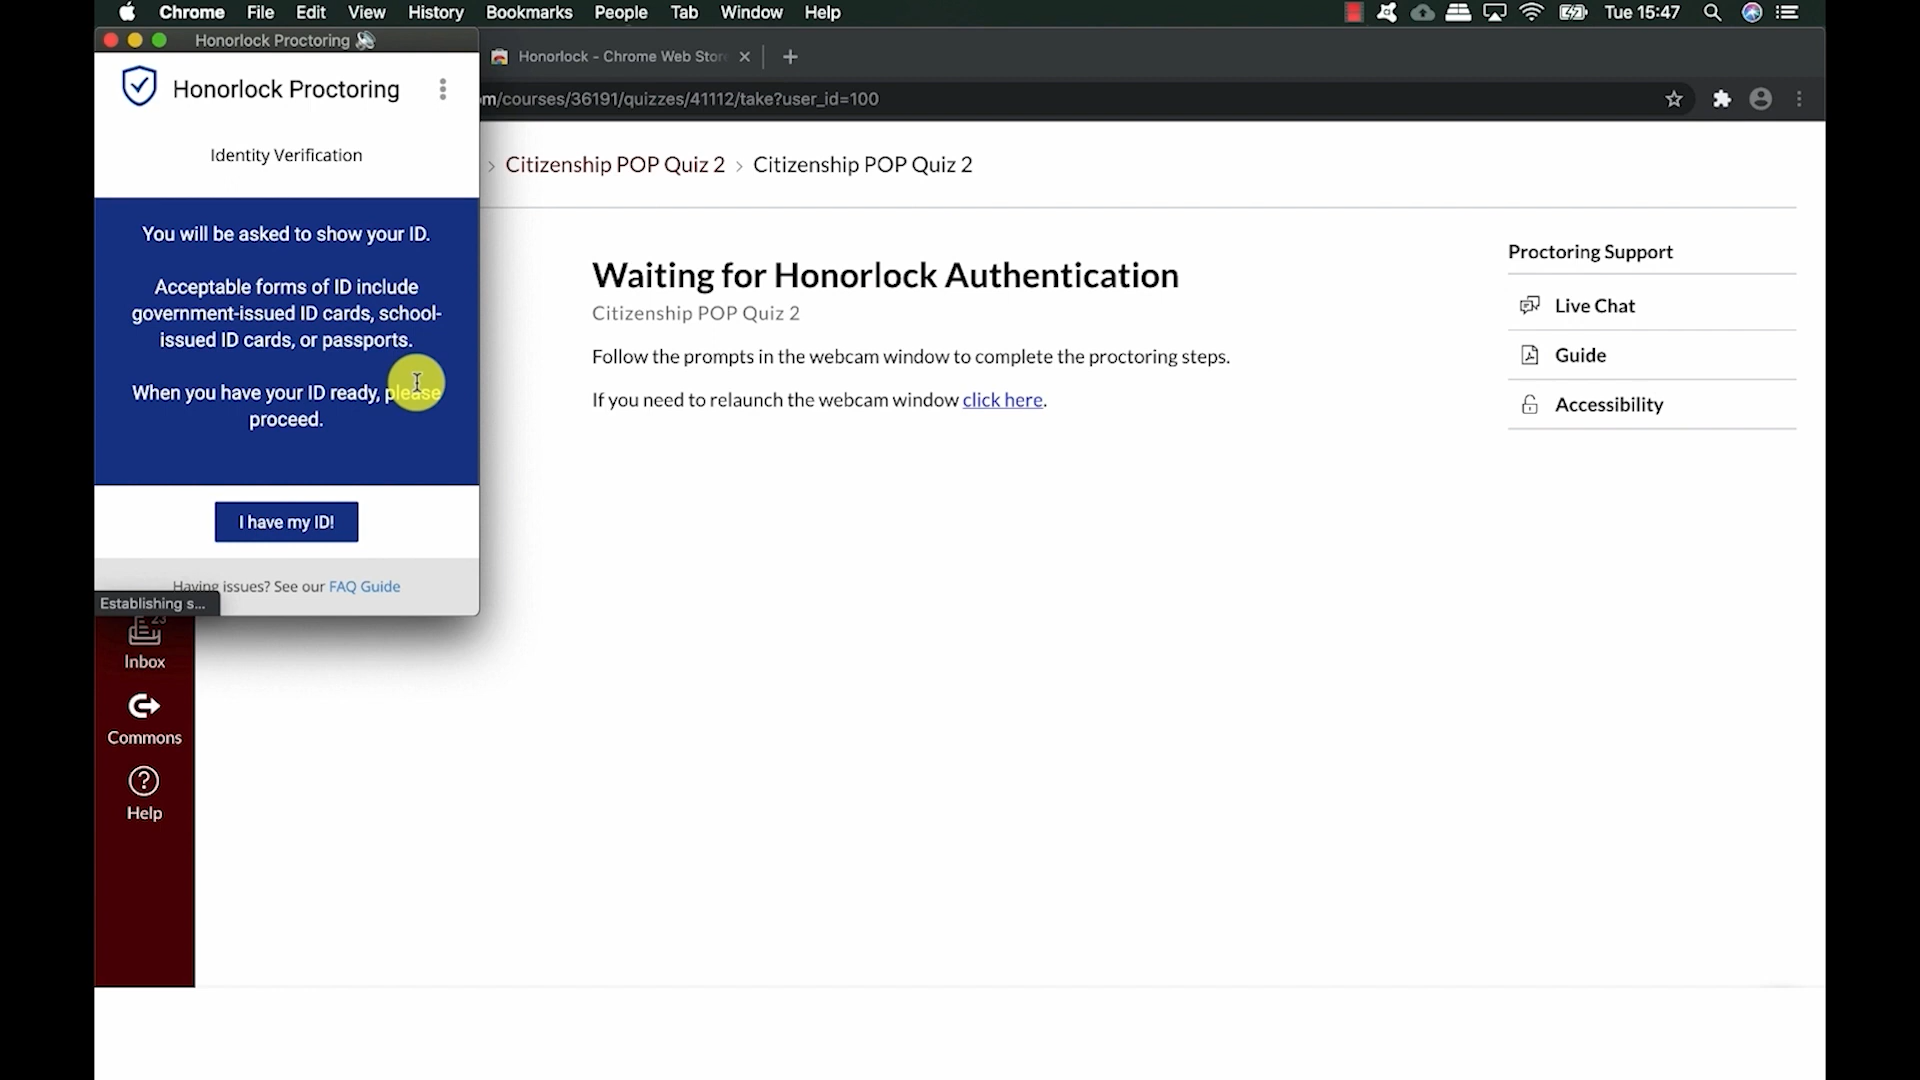 Chrome File Edit View History Bookmarks People Tab Window Help Tue 15:47
Honorlock Proctoring
Honorlock - Chrome Web Stor
Honorlock Proctoring
m/courses/36191/quizzes/41112/take?user_id=100
Identity Verification
Citizenship POP Quiz 2 › Citizenship POP Quiz 2
You will be asked to show your ID.
Acceptable forms of ID include
government-issued ID cards, school-
issued ID cards, or passports.
When you have your ID ready, please
proceed.
I have my ID!
Having issues? See our FAQ Guide
Establishing s...
Waiting for Honorlock Authentication
Citizenship POP Quiz 2
Follow the prompts in the webcam window to complete the proctoring steps.
If you need to relaunch the webcam window click here.
Proctoring Support
Live Chat
Guide
Accessibility
23
Inbox
Commons
Help